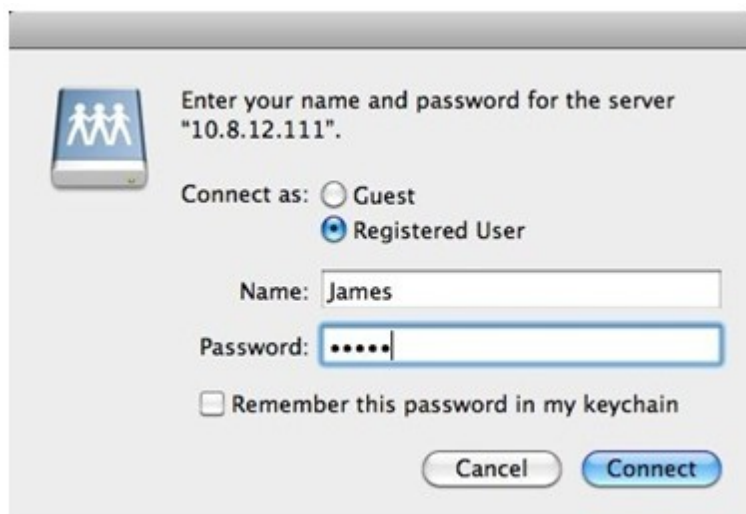 Enter your name and password for the server
“10.8.12.111”.
Connect as: Guest
Registered User
Name: James
Password: •••••
Remember this password in my keychain
Cancel Connect